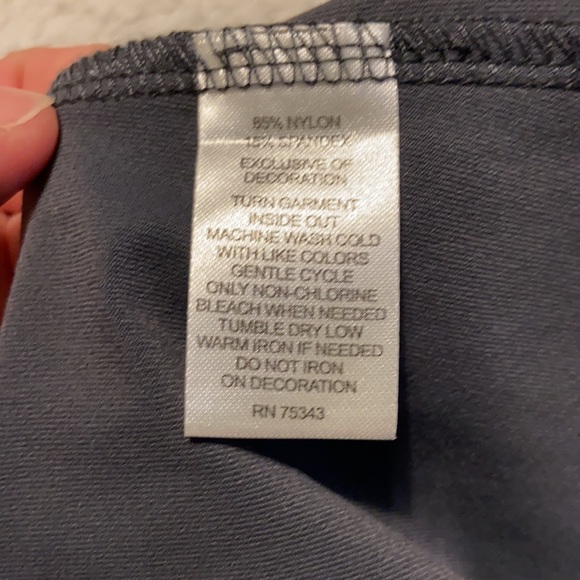 85% NYLON
15% SPANDEX
EXCLUSIVE OF
DECORATION
TURN GARMENT
INSIDE OUT
MACHINE WASH COLD
WITH LIKE COLORS
GENTLE CYCLE
ONLY NON-CHLORINE
BLEACH WHEN NEEDED
TUMBLE DRY LOW
WARM IRON IF NEEDED
DO NOT IRON
ON DECORATION
RN 75343